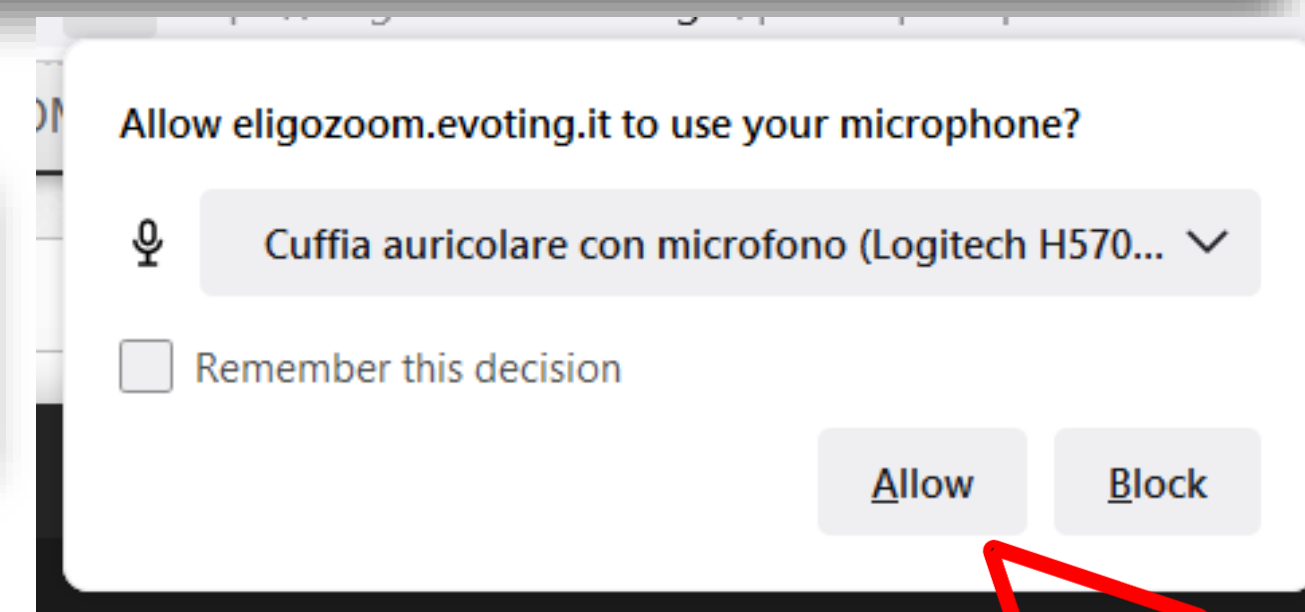 Allow eligozoom.evoting.it to use your microphone?
Cuffia auricolare con microfono (Logitech H570...
Remember this decision
Allow
Block